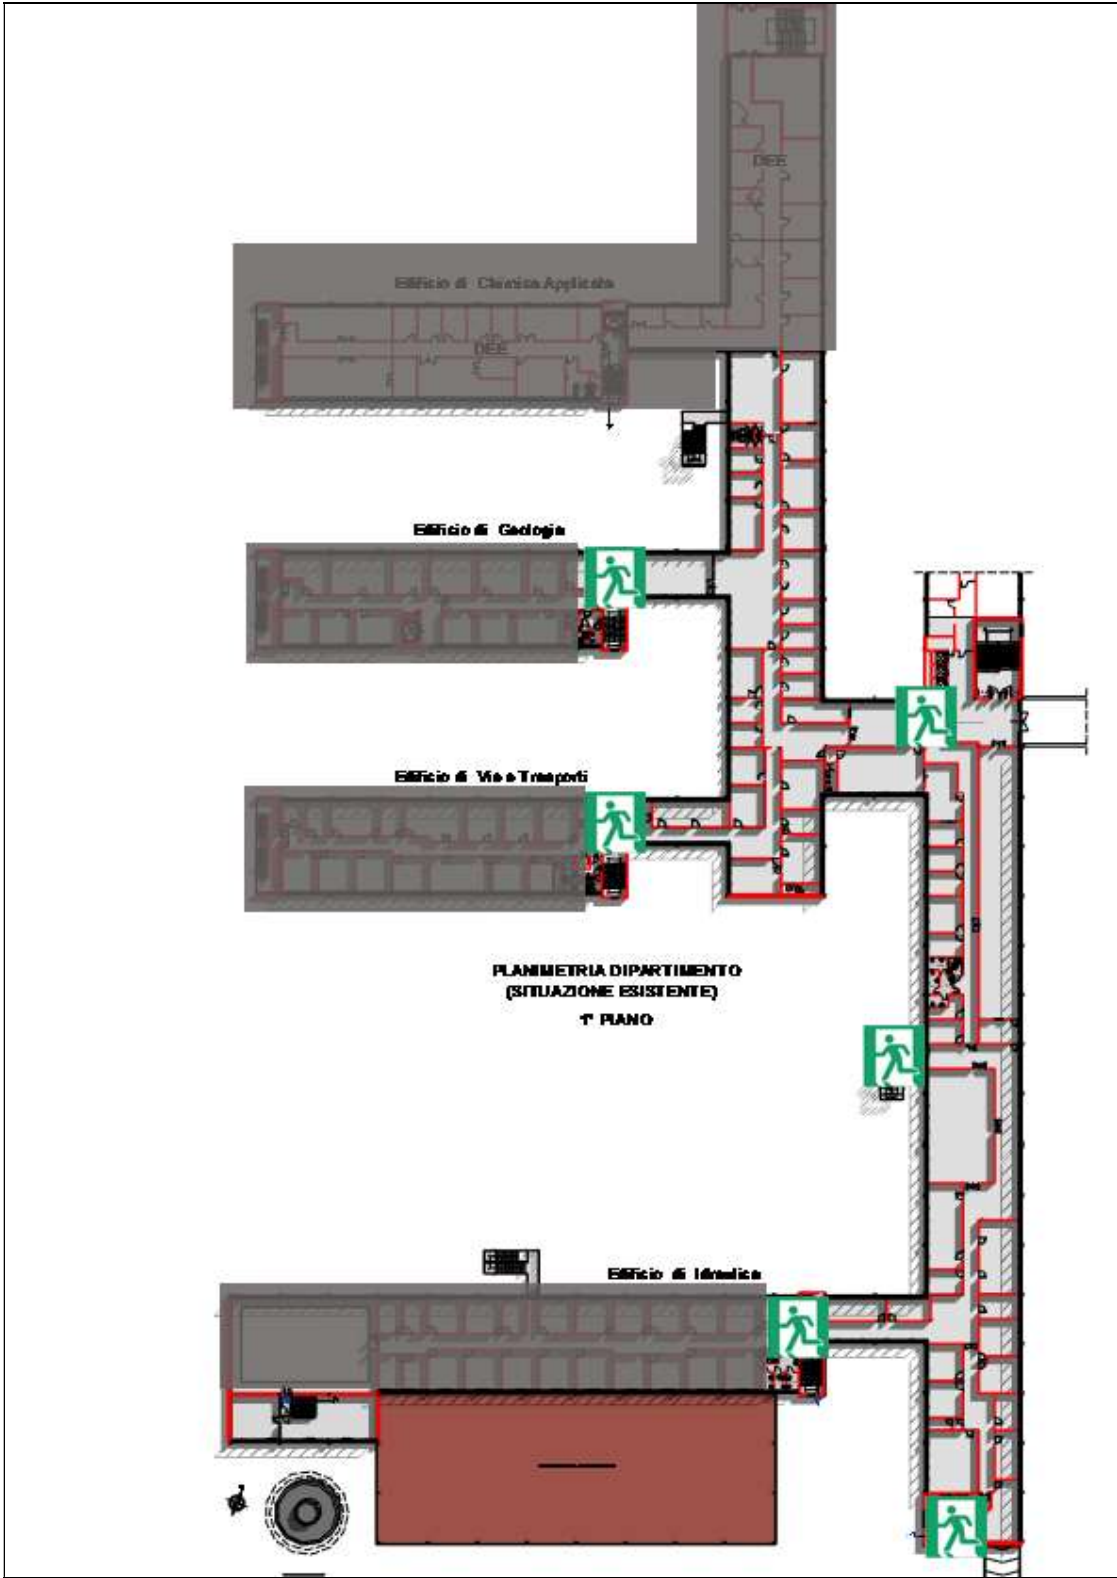 DEE
Edificio di Chimica Applicata
DEE
Edificio di Geologia
Edificio di Vie e Trasporti
PLANIMETRIA DIPARTIMENTO
(SITUAZIONE ESISTENTE)
1° PIANO
Edificio di Idraulica